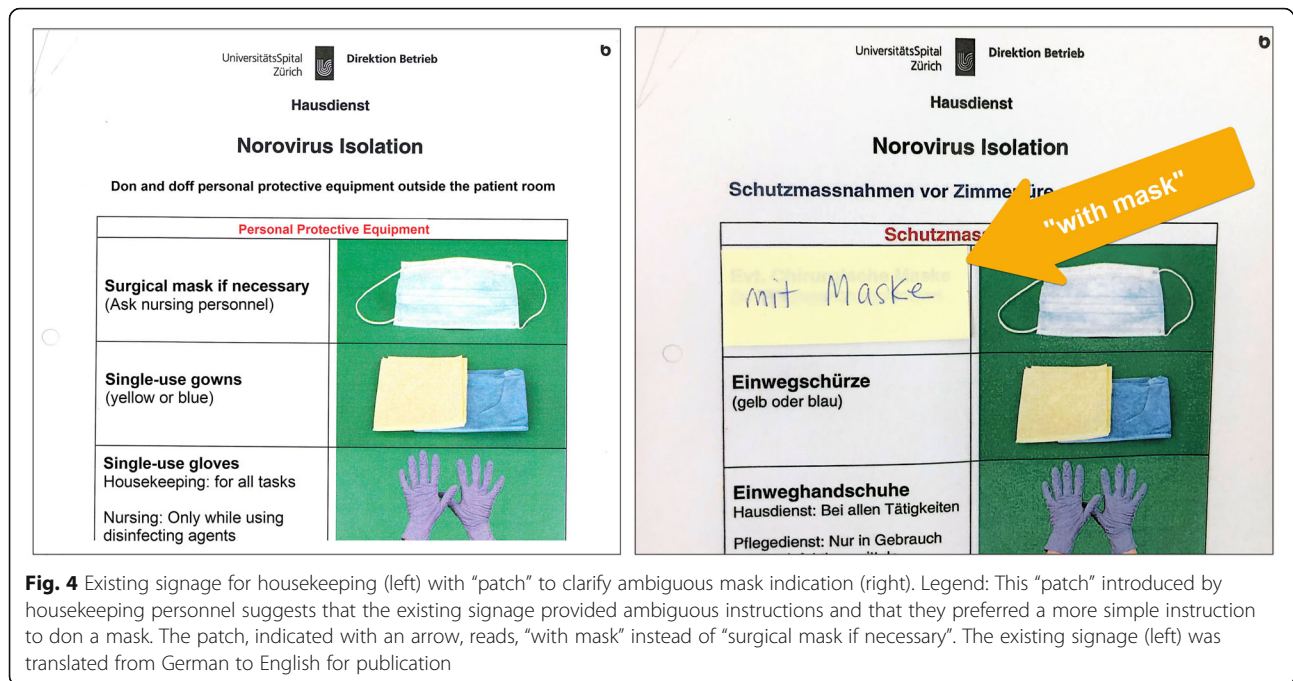 UniversitätsSpital
Zürich
Direktion Betrieb
b
Hausdienst
Norovirus Isolation
Don and doff personal protective equipment outside the patient room
Personal Protective Equipment
Surgical mask if necessary
(Ask nursing personnel)
Single-use gowns
(yellow or blue)
Single-use gloves
Housekeeping: for all tasks
Nursing: Only while using
disinfecting agents
UniversitätsSpital
Zürich
Direktion Betrieb
b
Hausdienst
Norovirus Isolation
Schutzmassnahmen vor
"with mask"
mit Maske
Einwegschürze
(gelb oder blau)
Einweghandschuhe
Hausdienst: Bei allen Tätigkeiten
Pflegedienst: Nur in Gebrauch
Fig. 4 Existing signage for housekeeping (left) with “patch” to clarify ambiguous mask indication (right). Legend: This “patch” introduced by
housekeeping personnel suggests that the existing signage provided ambiguous instructions and that they preferred a more simple instruction
to don a mask. The patch, indicated with an arrow, reads, “with mask” instead of “surgical mask if necessary”. The existing signage (left) was
translated from German to English for publication